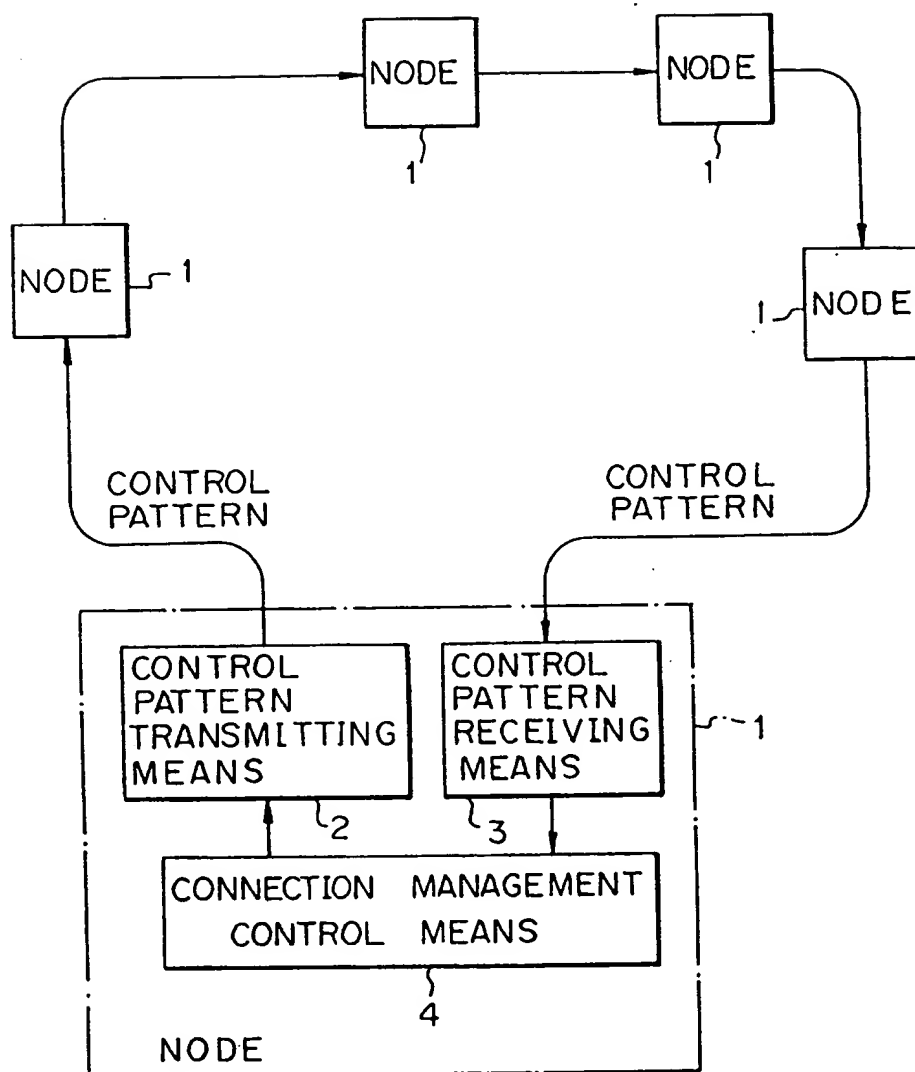 NODE
1
NODE
1
NODE
1
1
NODE
CONTROL
PATTERN
CONTROL
PATTERN
CONTROL
PATTERN
TRANSMITTING
MEANS
2
CONTROL
PATTERN
RECEIVING
MEANS
3
1
CONNECTION MANAGEMENT
CONTROL MEANS
4
NODE